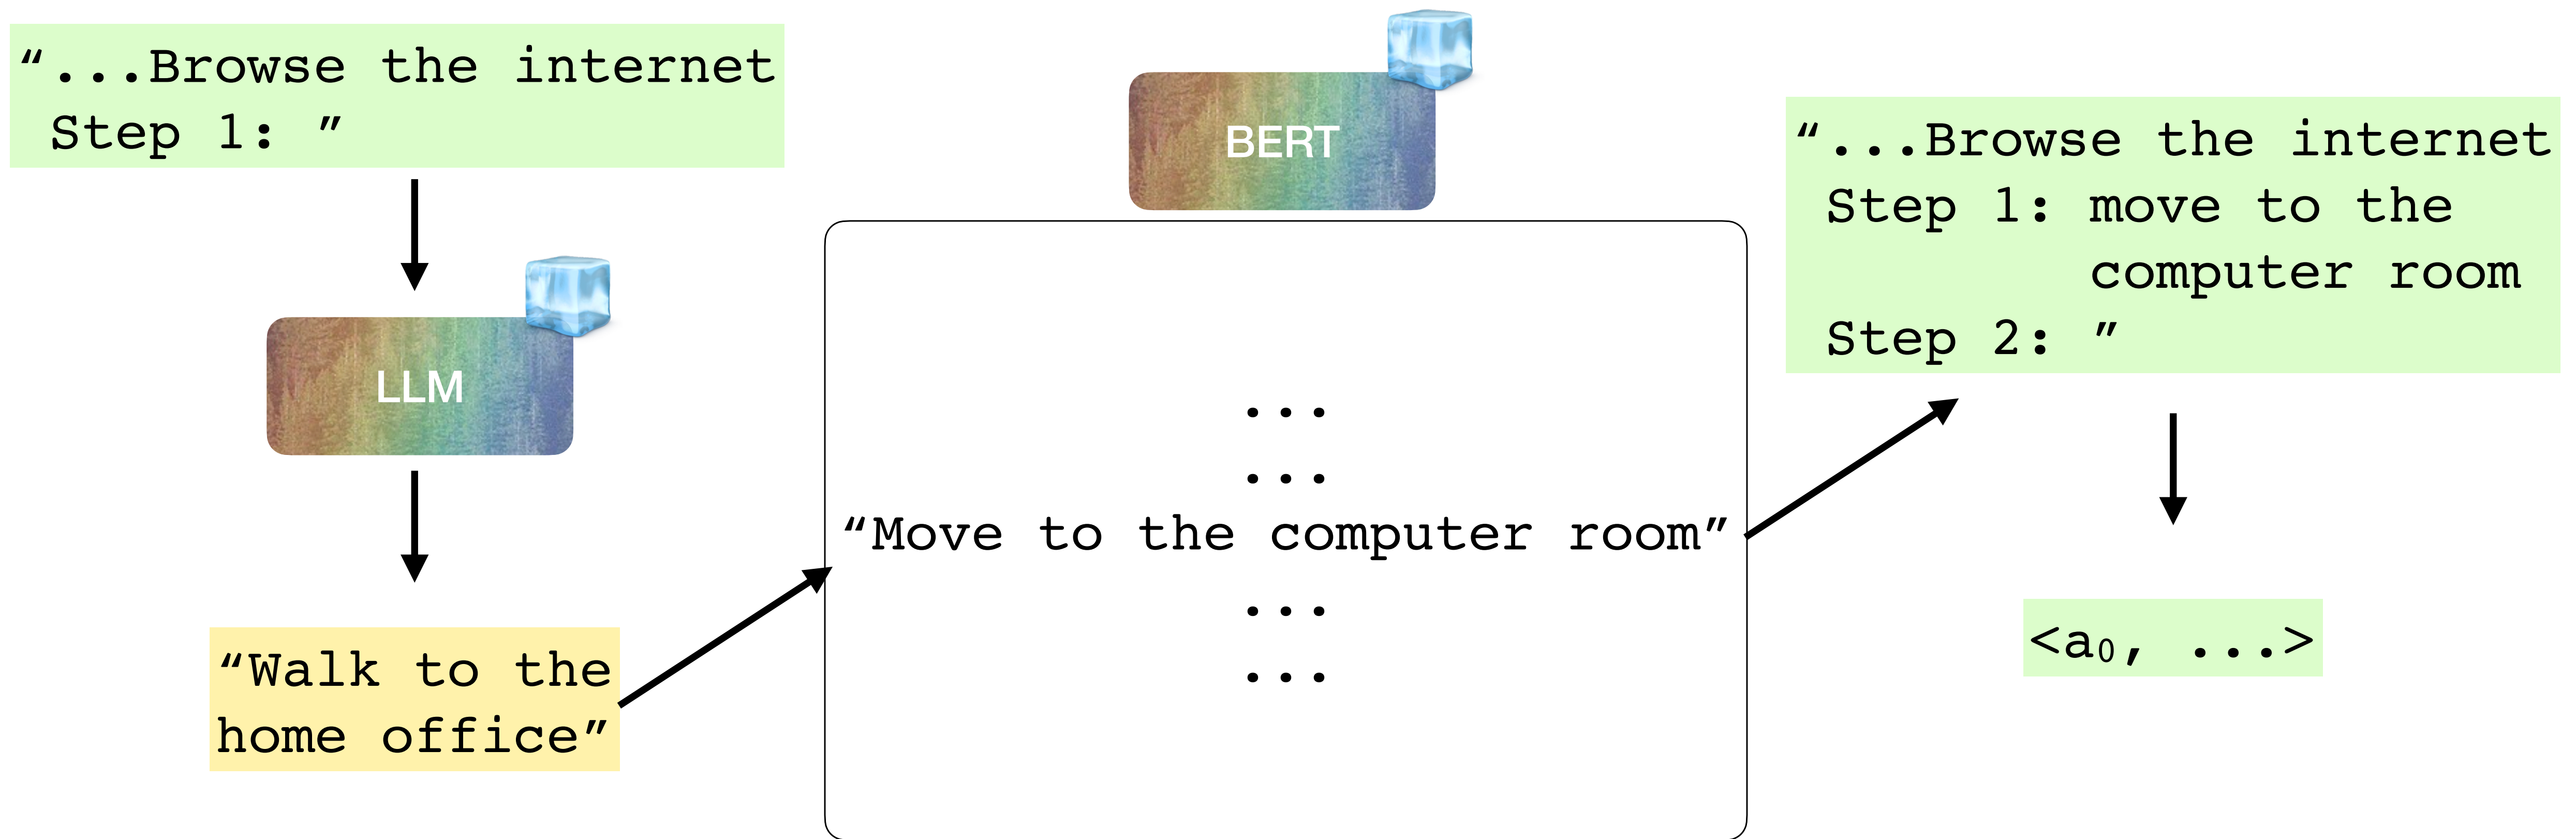 “...Browse the internet
Step 1: ”
LLM
“Walk to the
home office”
BERT
...
...
“Move to the computer room”
...
...
“...Browse the internet
Step 1: move to the
computer room
Step 2: ”
<a₀, ...>